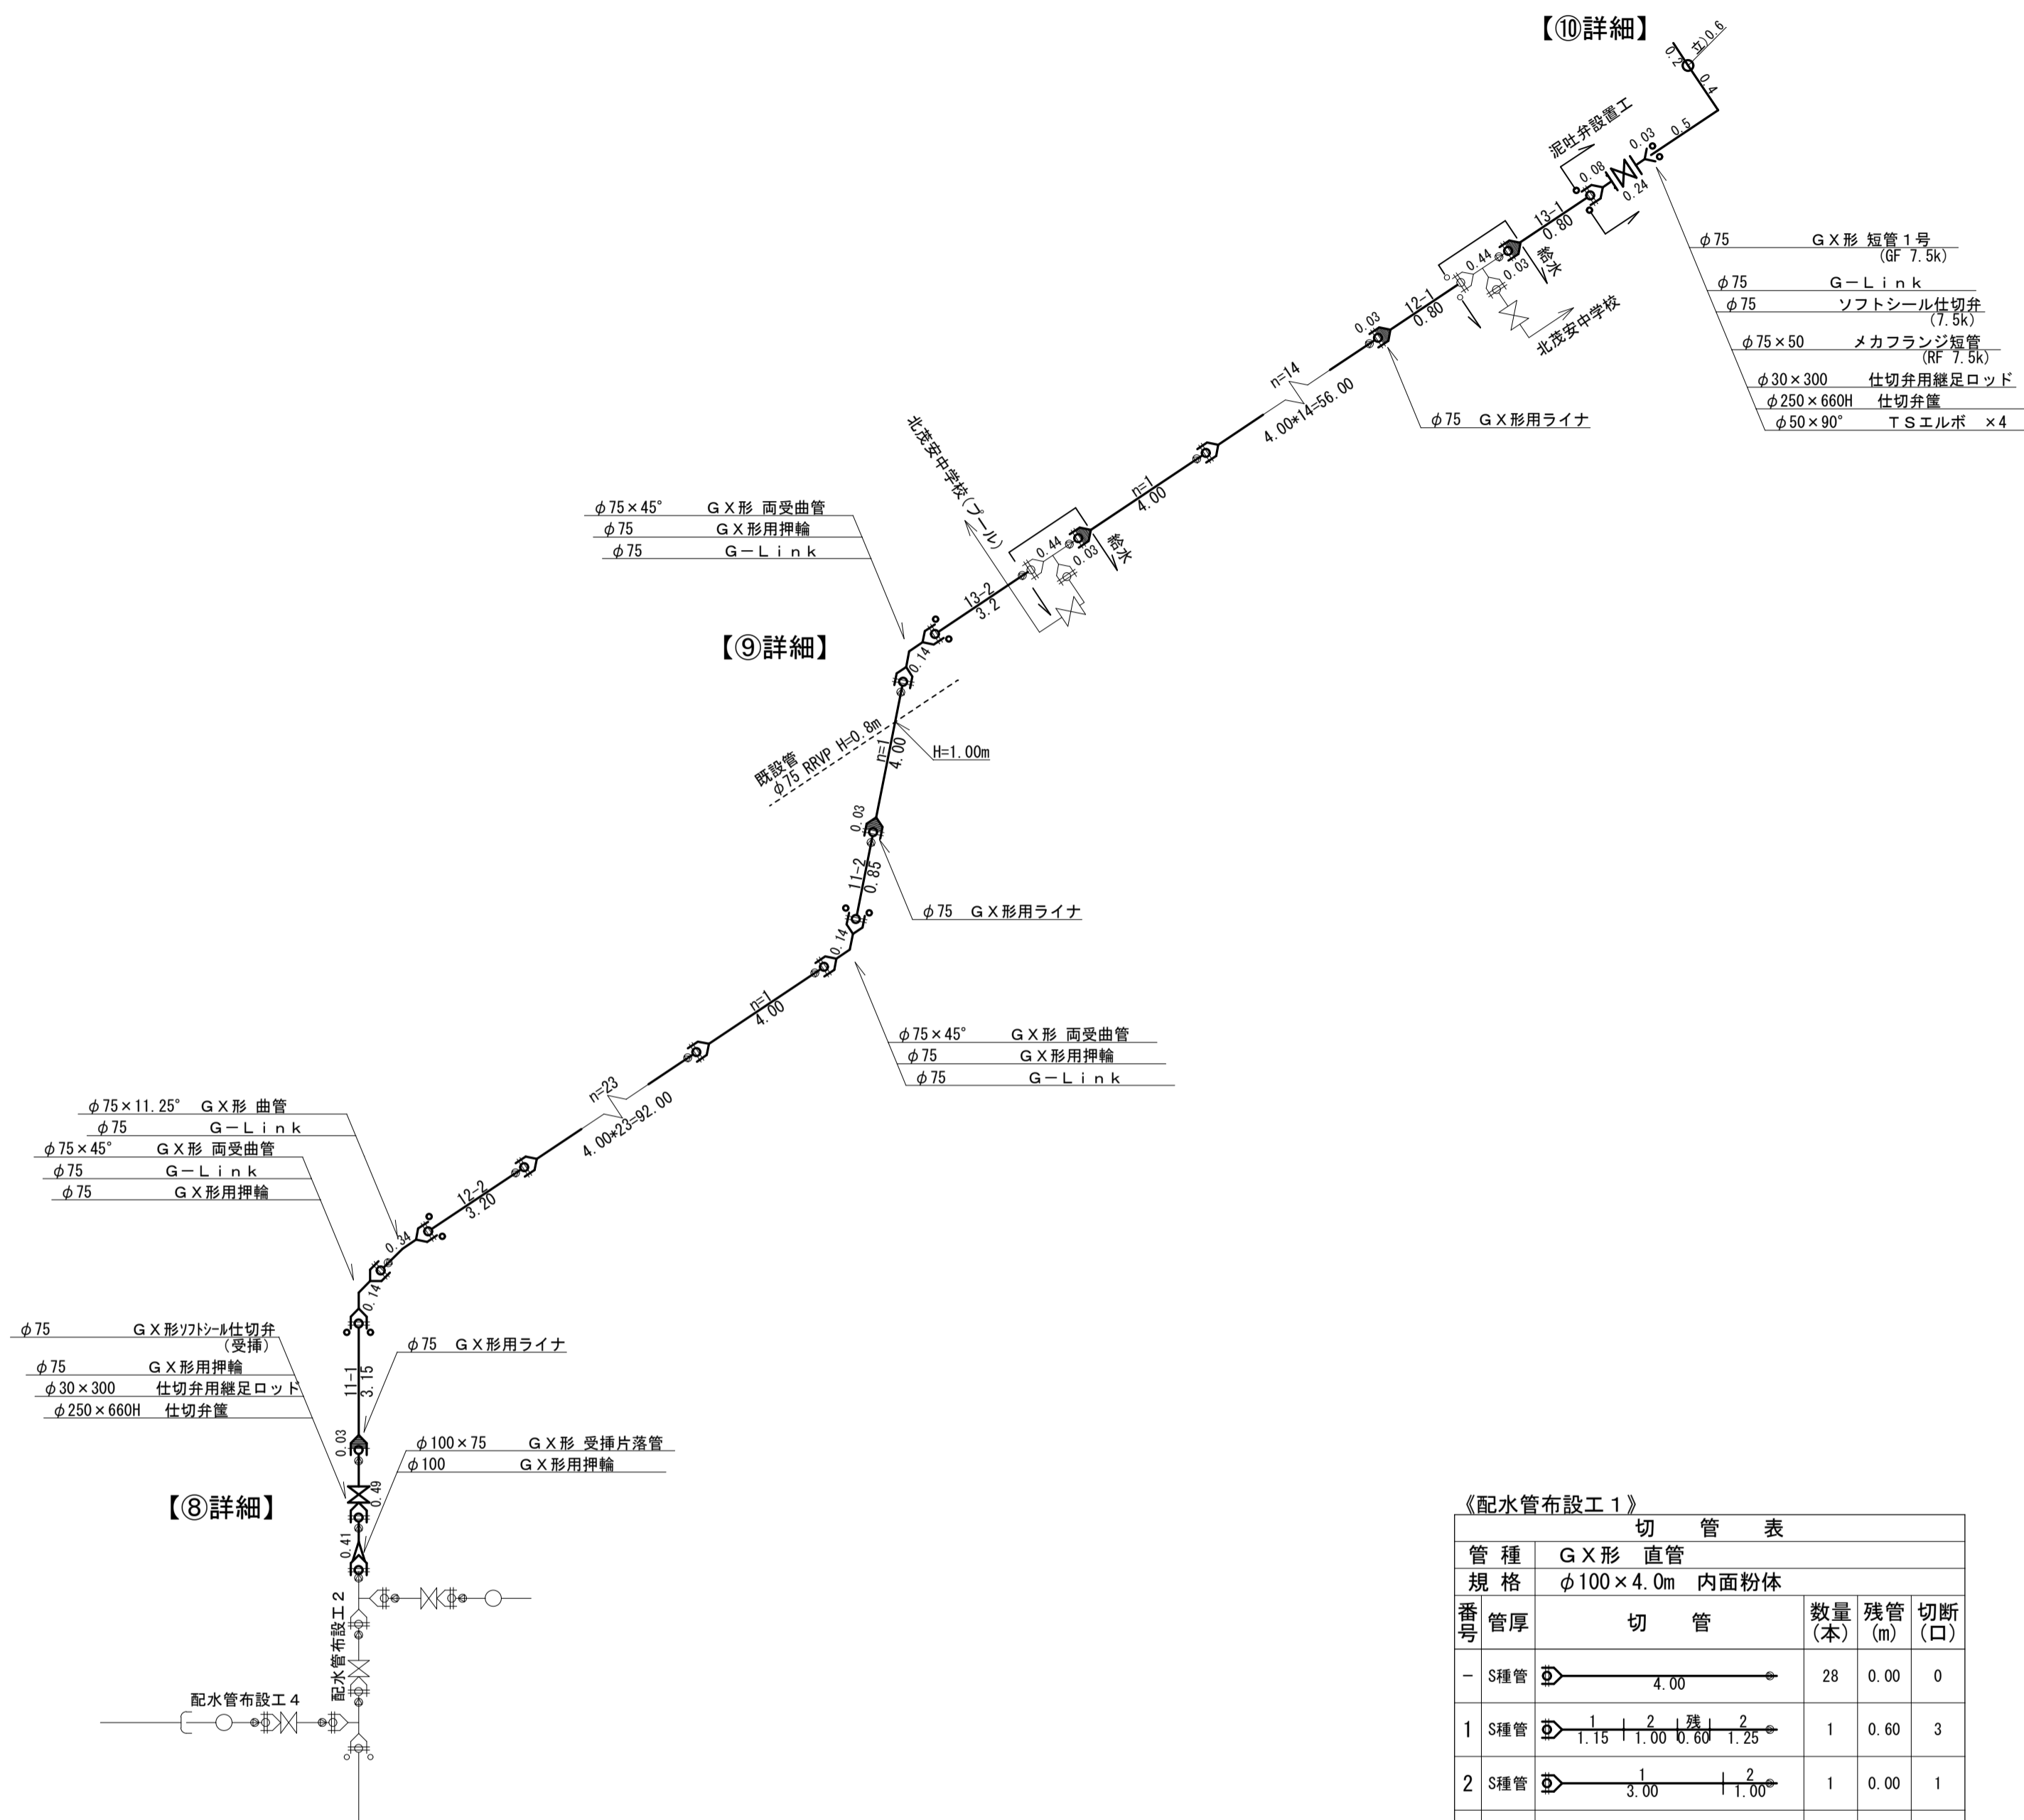 【⑩詳細】
立)0.6
0.2
0.4
0.5
泥吐弁設置工
0.03
0.08
0.24
13-1
0.80
給水
0.44
0.03
北茂安中学校
12-1
0.80
0.03
φ75 GX形 短管1号
(GF 7.5k)
φ75 G-Link
φ75 ソフトシール仕切弁
(7.5k)
φ75×50 メカフランジ短管
(RF 7.5k)
φ30×300 仕切弁用継足ロッド
φ250×660H 仕切弁筐
φ50×90° TSエルボ ×4
n=14
4.00*14=56.00
φ75 GX形用ライナ
北茂安中学校(プール)
n=1
4.00
φ75×45° GX形 両受曲管
φ75 GX形用押輪
φ75 G-Link
0.44
0.03
給水
13-2
3.2
【⑨詳細】
0.14
既設管
φ75 RRVP H=0.8m
H=1.00m
n=1
4.00
0.03
11-2
0.85
φ75 GX形用ライナ
0.14
n=1
4.00
φ75×45° GX形 両受曲管
φ75 GX形用押輪
φ75 G-Link
n=23
4.00*23=92.00
φ75×11.25° GX形 曲管
φ75 G-Link
φ75×45° GX形 両受曲管
φ75 G-Link
φ75 GX形用押輪
12-2
3.20
0.34
0.14
φ75 GX形ソフトシール仕切弁
(受挿)
φ75 GX形用押輪
φ30×300 仕切弁用継足ロッド
φ250×660H 仕切弁筐
φ75 GX形用ライナ
11-1
3.15
0.03
φ100×75 GX形 受挿片落管
φ100 GX形用押輪
【⑧詳細】
0.49
0.41
配水管布設工2
配水管布設工4
《配水管布設工1》
切 管 表
管 種 GX形 直管
規 格 φ100×4.0m 内面粉体
番号 管厚 切 管 数量(本) 残管(m) 切断(口)
- S種管 4.00 28 0.00 0
1 S種管 1 1.15 2 1.00 残 0.60 2 1.25 1 0.60 3
2 S種管 1 3.00 2 1.00 1 0.00 1